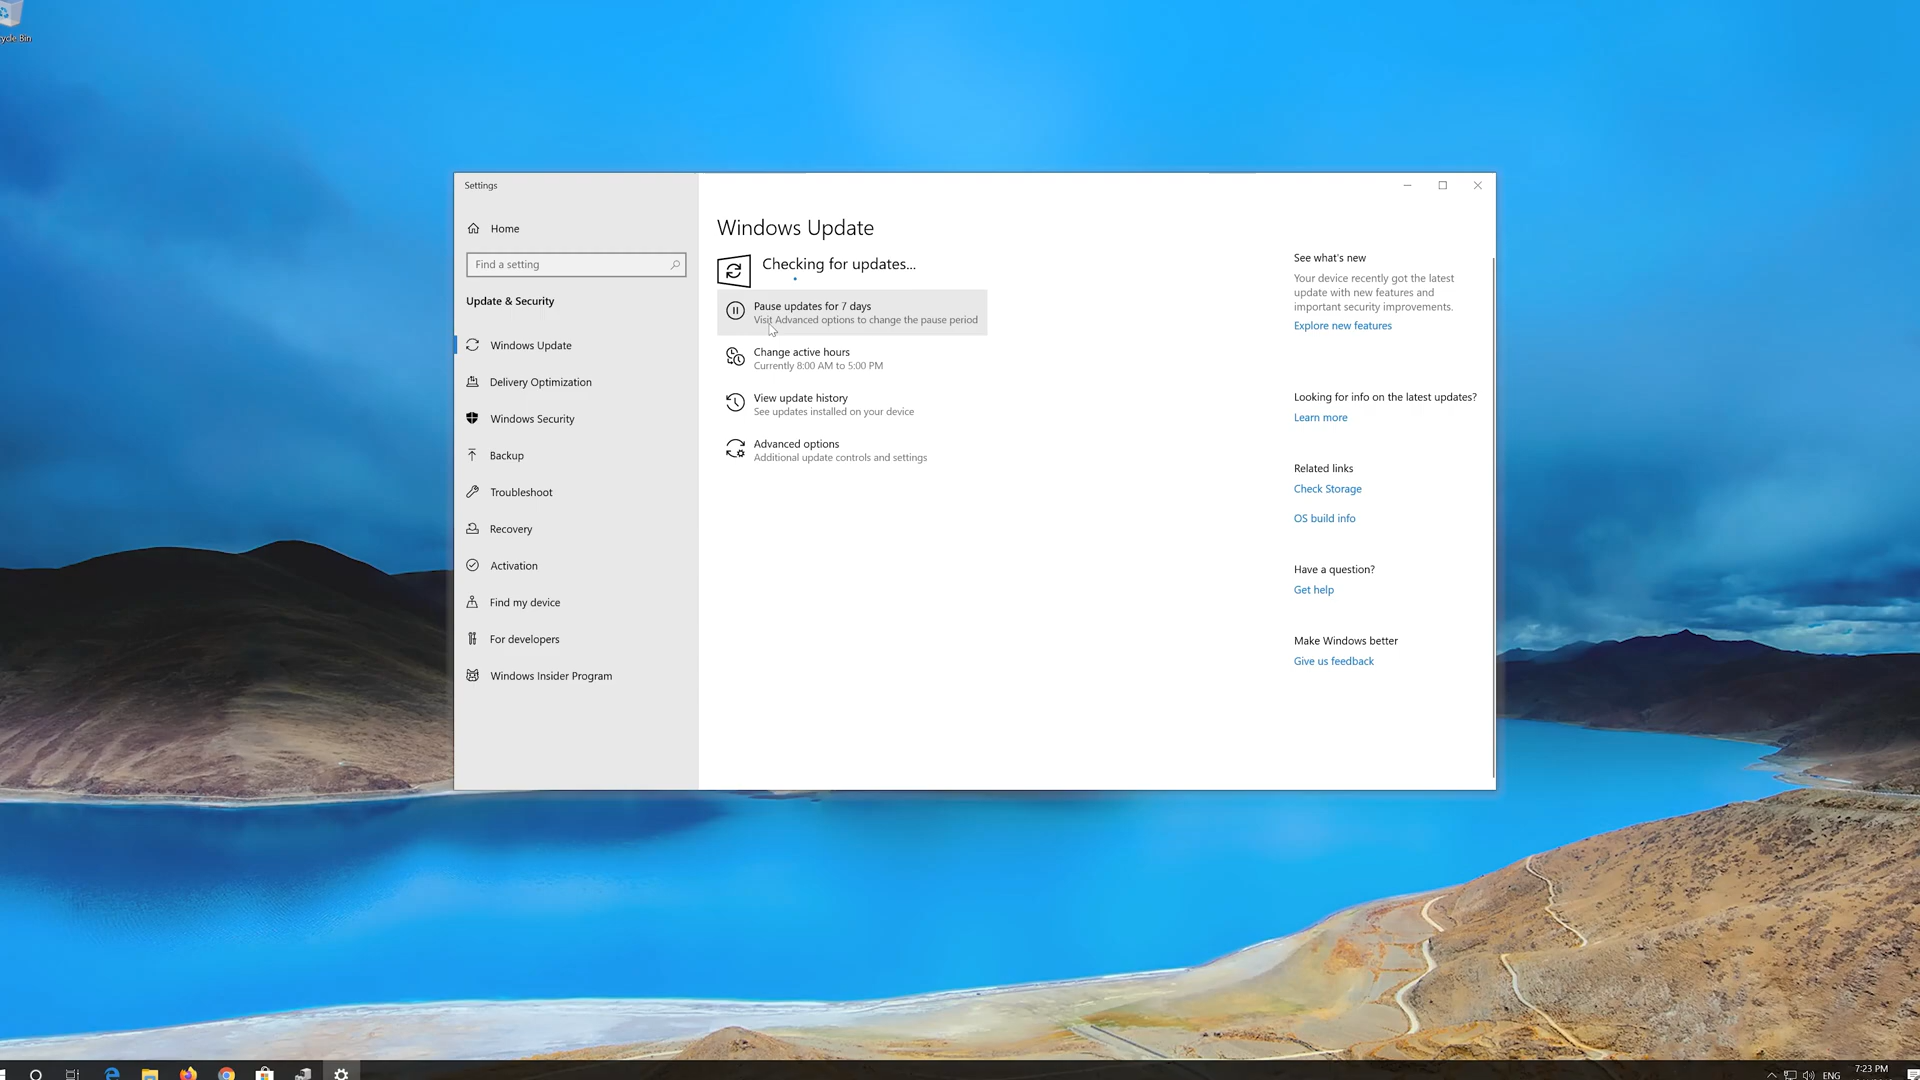 cycle Bin
Settings
Home
Find a setting
Update & Security
Windows Update
Delivery Optimization
Windows Security
Backup
Troubleshoot
Recovery
Activation
Find my device
For developers
Windows Insider Program
Windows Update
Checking for updates...
Pause updates for 7 days
Visit Advanced options to change the pause period
Change active hours
Currently 8:00 AM to 5:00 PM
View update history
See updates installed on your device
Advanced options
Additional update controls and settings
See what's new
Your device recently got the latest
update with new features and
important security improvements.
Explore new features
Looking for info on the latest updates?
Learn more
Related links
Check Storage
OS build info
Have a question?
Get help
Make Windows better
Give us feedback
ENG
7:23 PM